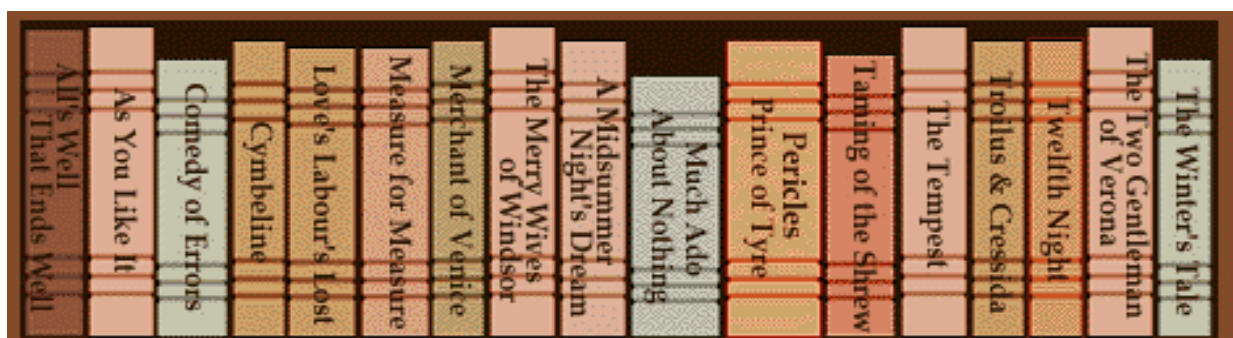 All's Well
That Ends Well
As You Like It
Comedy of Errors
Cymbeline
Love's Labour's Lost
Measure for Measure
Merchant of Venice
The Merry Wives
of Windsor
A Midsummer
Night's Dream
Much Ado
About Nothing
Pericles
Prince of Tyre
Taming of the Shrew
The Tempest
Troilus & Cressida
Twelfth Night
The Two Gentleman
of Verona
The Winter's Tale